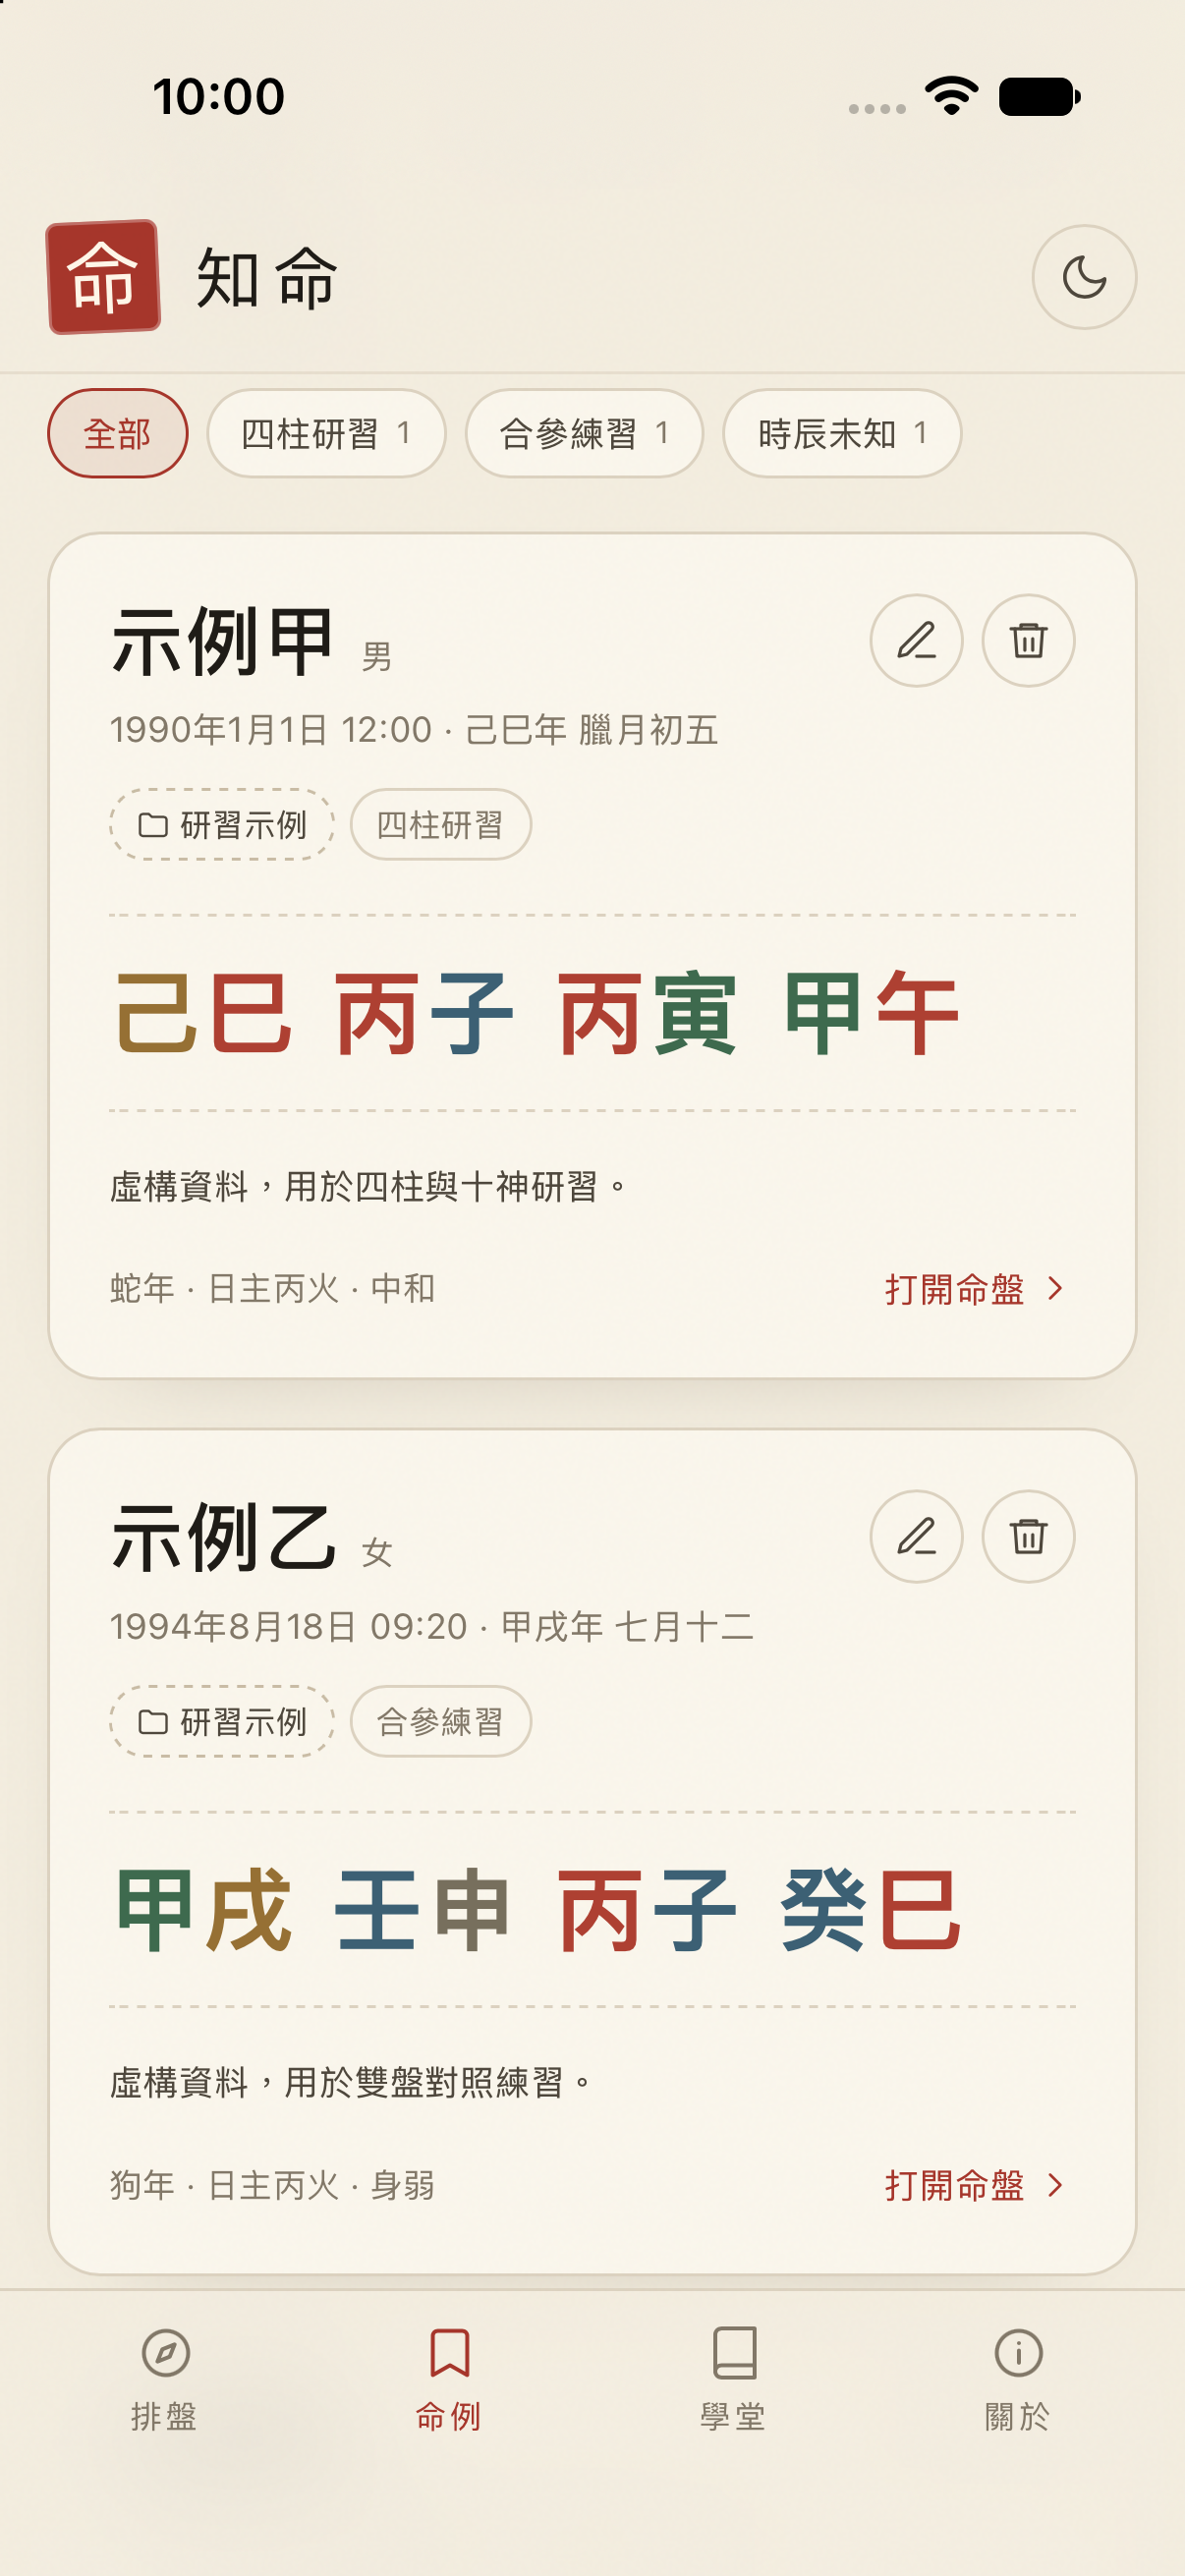 10:00
命 知命
全部 四柱研習 1 合參練習 1 時辰未知 1
示例甲 男
1990年1月1日 12:00 · 己巳年 臘月初五
研習示例 四柱研習
己巳 丙子 丙寅 甲午
虛構資料，用於四柱與十神研習。
蛇年 · 日主丙火 · 中和 打開命盤
示例乙 女
1994年8月18日 09:20 · 甲戌年 七月十二
研習示例 合參練習
甲戌 壬申 丙子 癸巳
虛構資料，用於雙盤對照練習。
狗年 · 日主丙火 · 身弱 打開命盤
排盤 命例 學堂 關於